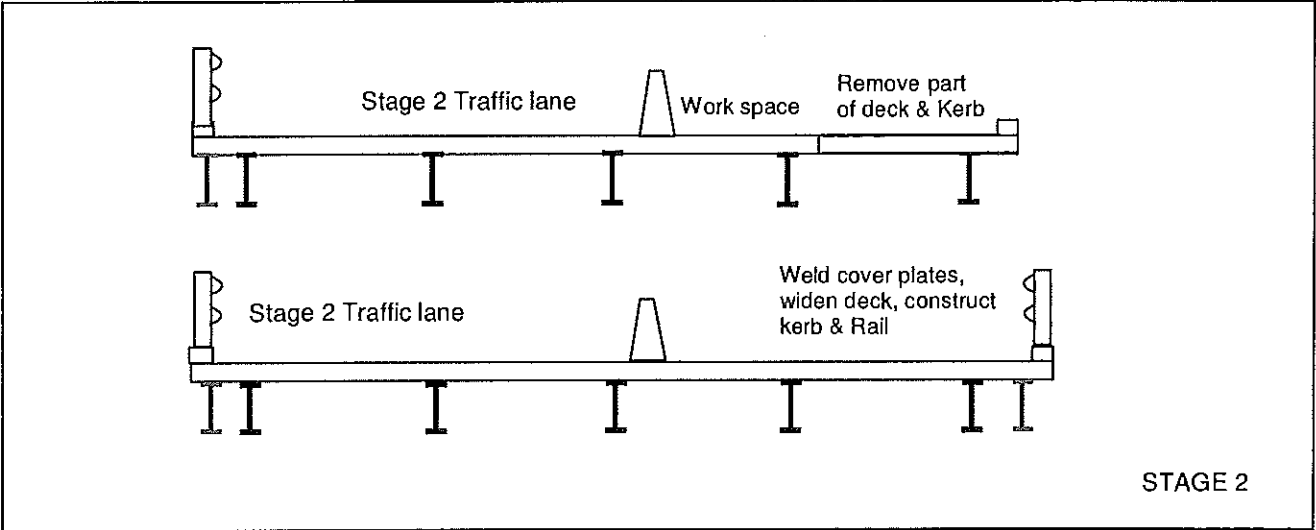 Stage 2 Traffic lane
Work space
Remove part
of deck & Kerb
Stage 2 Traffic lane
Weld cover plates,
widen deck, construct
kerb & Rail
STAGE 2